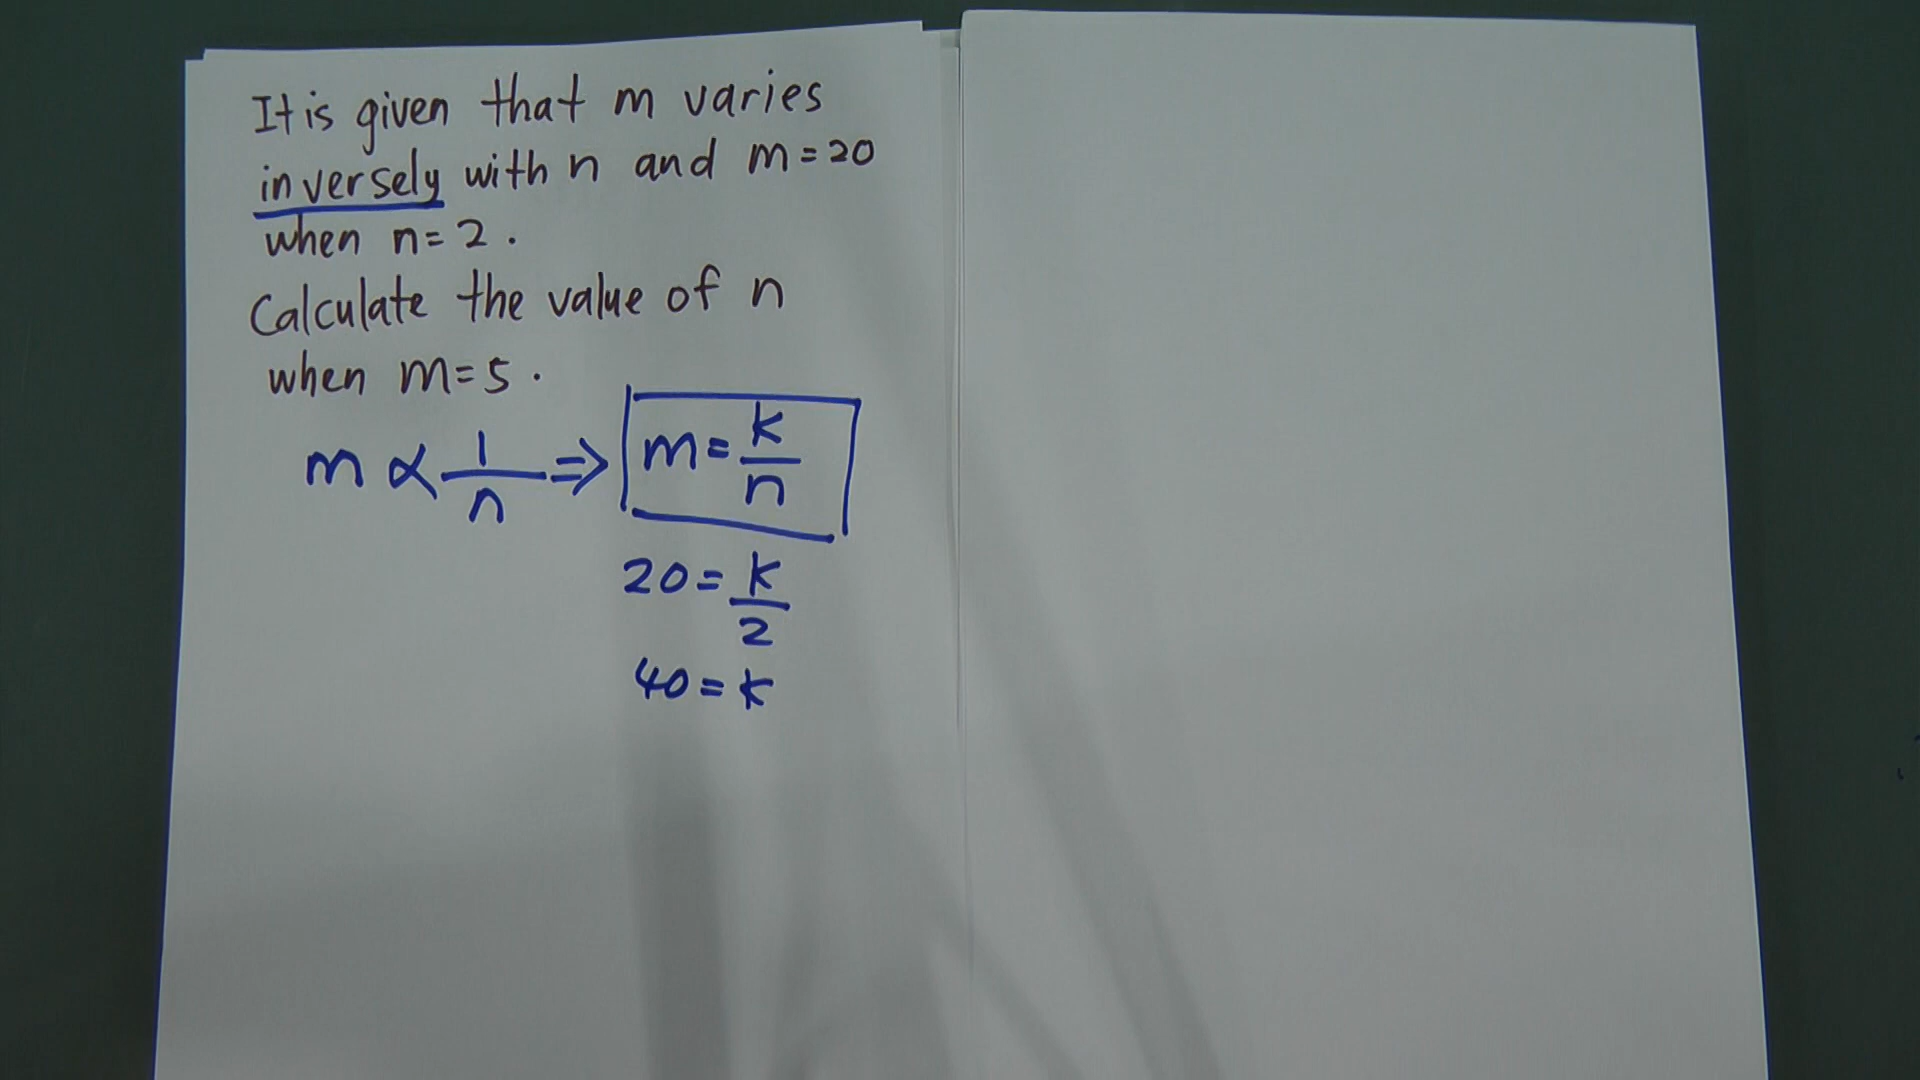 It is given that m varies
inversely with n and m=20
when n=2.
Calculate the value of n
when m=5.
m ∝ 1/n ⇒ m = k/n
20 = k/2
40 = k